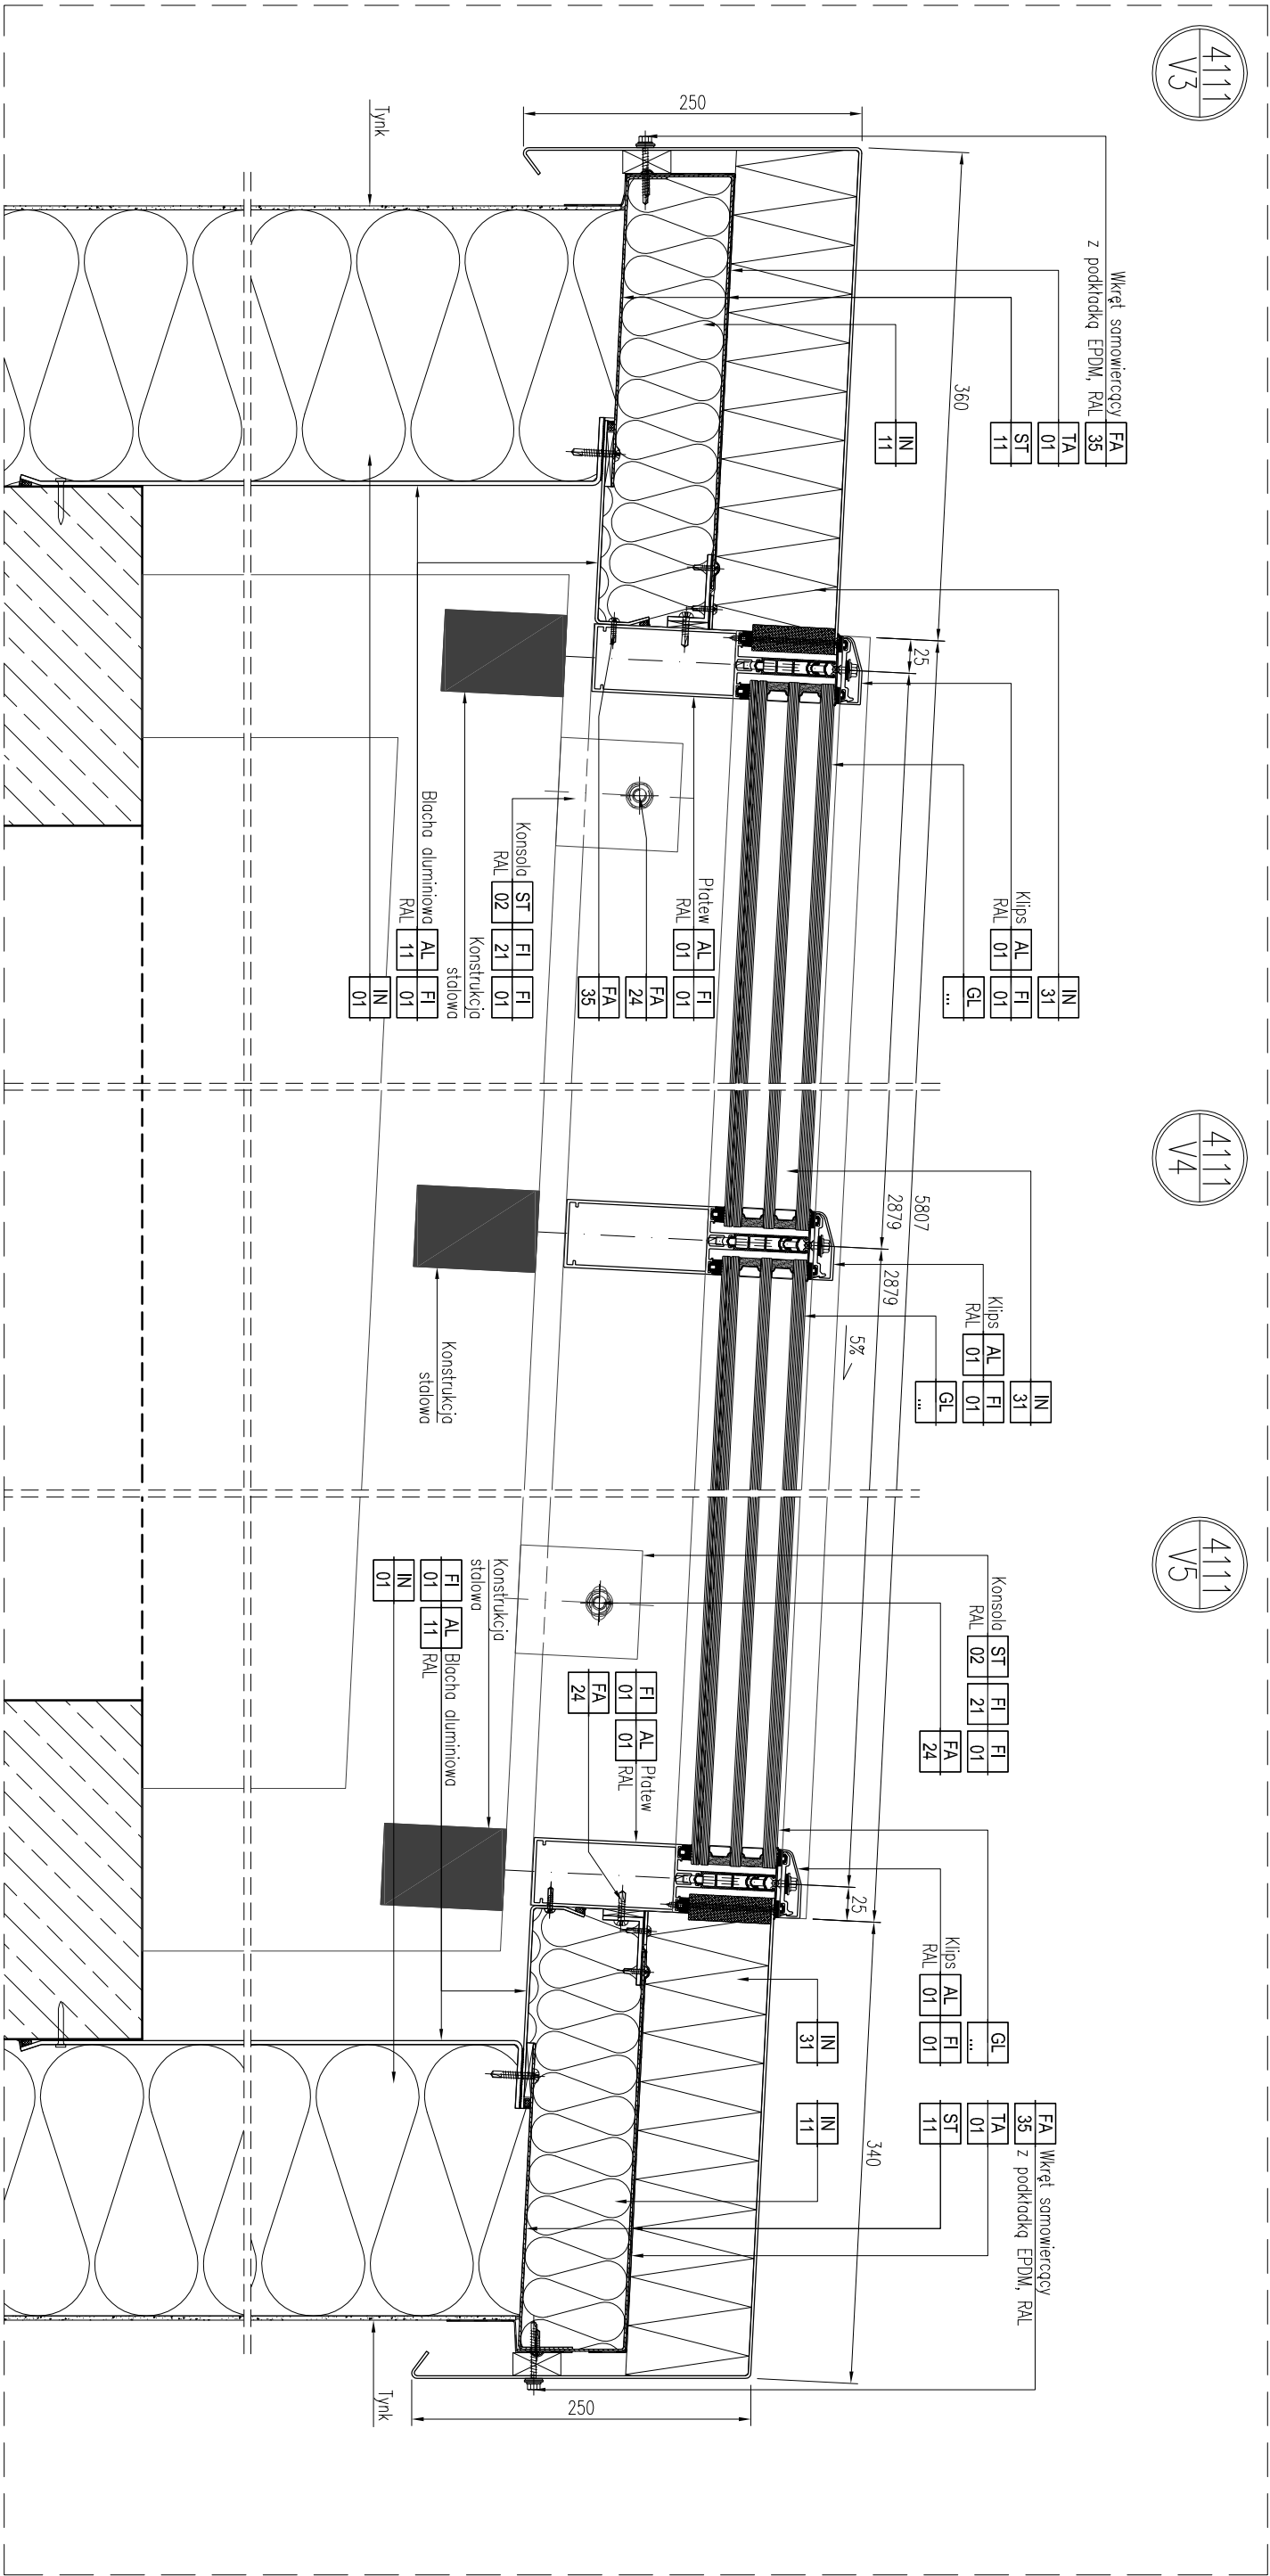 4111
V3
4111
V4
4111
V5
Wkręt samowiercący
z podkładką EPDM, RAL
FA
35
TA
01
ST
11
IN
11
250
360
Tynk
25
5807
2879
2879
5%
IN
31
Klips
RAL
AL
01
FI
01
GL
...
Płatew
RAL
AL
01
FI
01
FA
24
FA
35
Konsola
RAL
ST
02
FI
21
FI
01
Konstrukcja
stalowa
Blacha aluminiowa
RAL
AL
11
FI
01
IN
01
IN
31
Klips
RAL
AL
01
FI
01
GL
...
Konstrukcja
stalowa
Konsola
RAL
ST
02
FI
21
FI
01
FA
24
FI
01
AL
01
Płatew
RAL
FA
24
Konstrukcja
stalowa
FI
01
AL
11
Blacha aluminiowa
RAL
IN
01
GL
...
Klips
RAL
AL
01
FI
01
IN
31
25
340
FA
35
Wkręt samowiercący
z podkładką EPDM, RAL
TA
01
ST
11
IN
11
250
Tynk